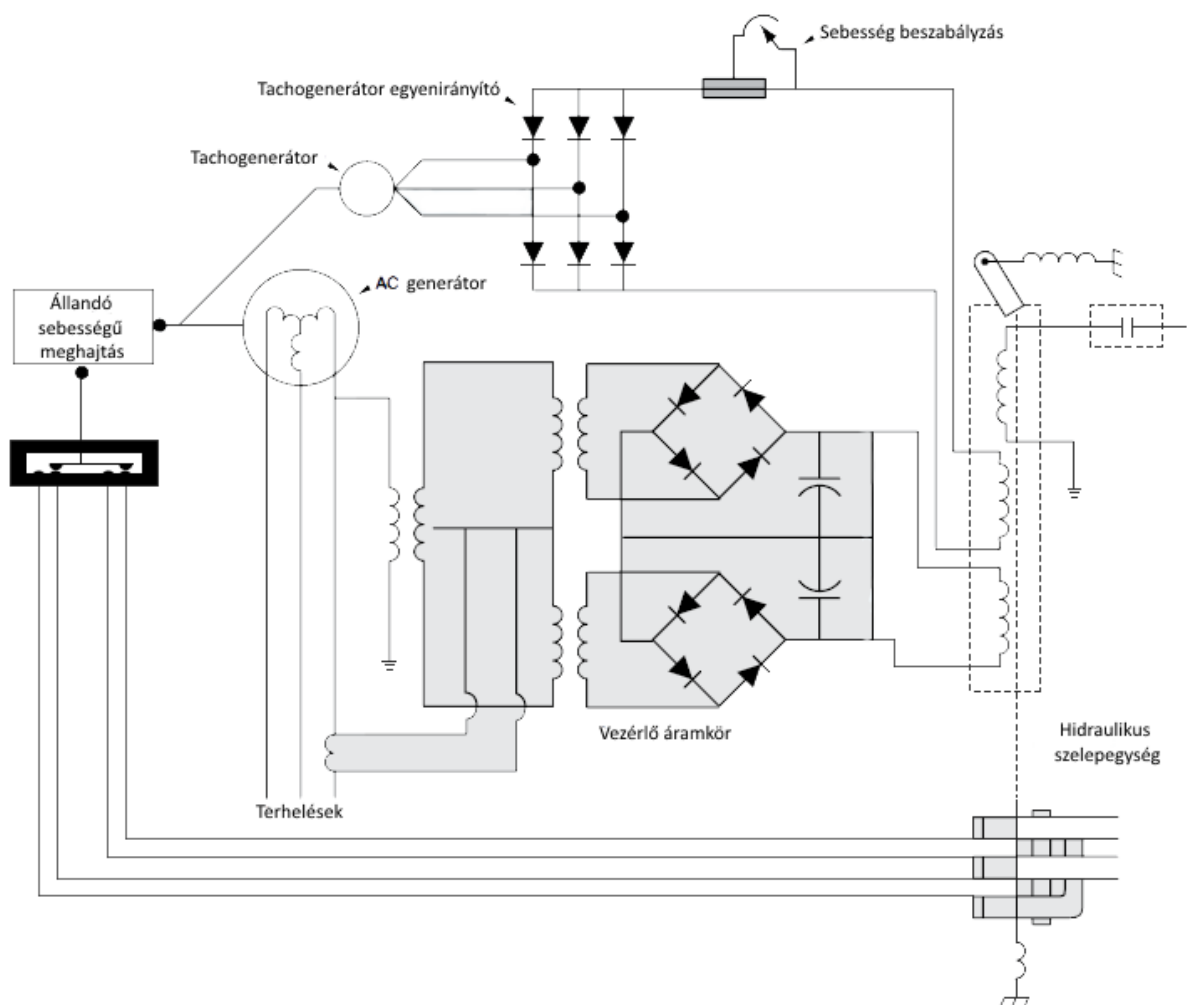 Sebesség beszabályzás
Tachogenerátor egyenirányító
Tachogenerátor
AC generátor
Állandó
sebességű
meghajtás
Vezérlő áramkör
Hidraulikus
szelepegység
Terhelések